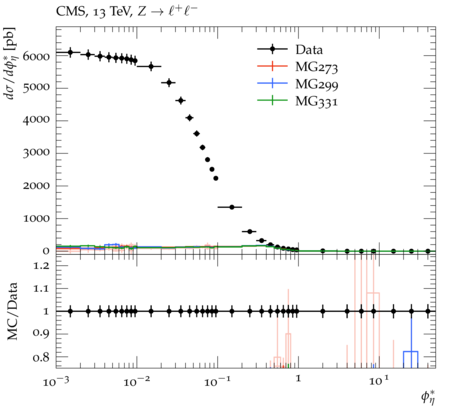 CMS, 13 TeV, Z → ℓ⁺ℓ⁻
dσ/dϕ*η [pb]
6000
5000
4000
3000
2000
1000
0
Data
MG273
MG299
MG331
MC/Data
1.2
1.1
1
0.9
0.8
10⁻³ 10⁻² 10⁻¹ 1 10¹
ϕ*η